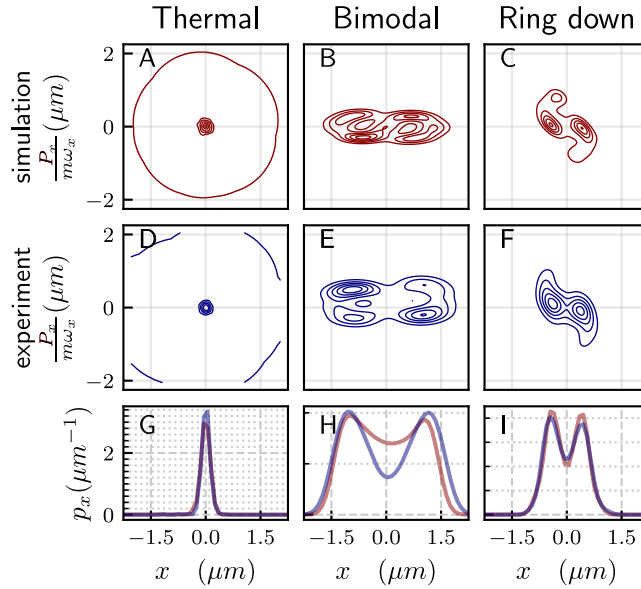 Thermal Bimodal Ring down
simulation
P_x/mω_x (μm)
2
0
−2
A
B
C
experiment
P_x/mω_x (μm)
2
0
−2
D
E
F
p_x(μm⁻¹)
2
0
G
H
I
−1.5 0.0 1.5 −1.5 0.0 1.5 −1.5 0.0 1.5
x (μm) x (μm) x (μm)